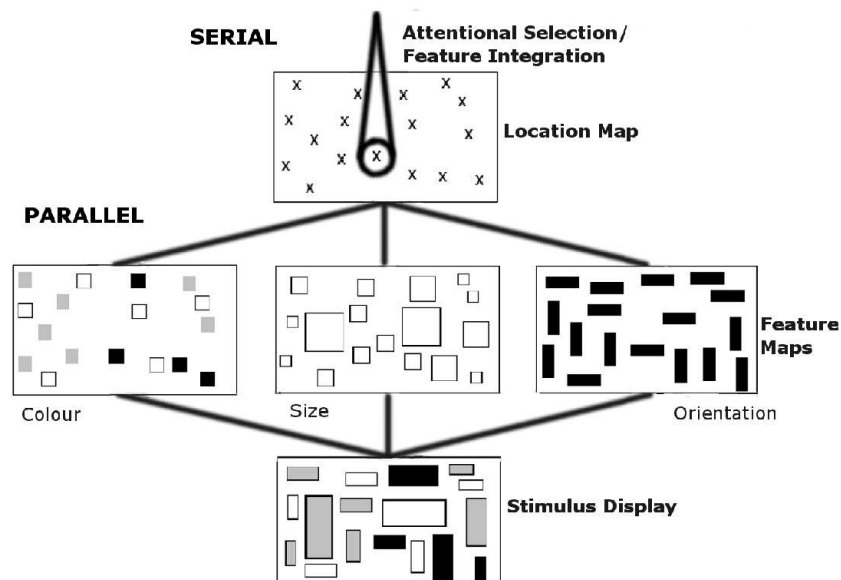 SERIAL
Attentional Selection/
Feature Integration
x x x x x x x x x x x x x x x x x
Location Map
PARALLEL
Feature
Maps
Colour
Size
Orientation
Stimulus Display